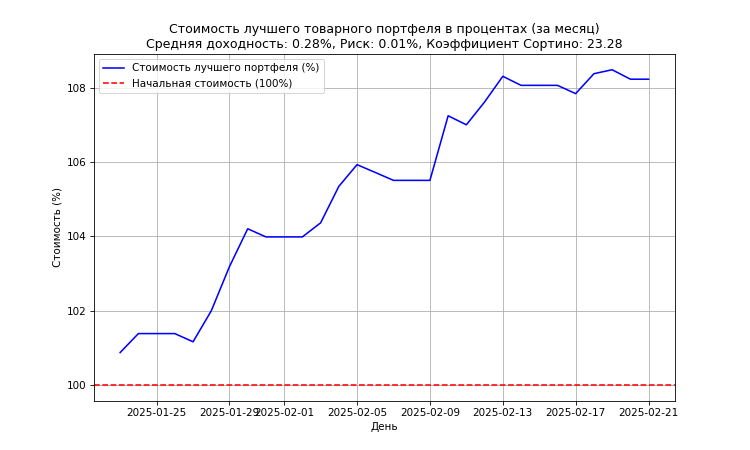 Стоимость лучшего товарного портфеля в процентах (за месяц)
Средняя доходность: 0.28%, Риск: 0.01%, Коэффициент Сортино: 23.28
Стоимость лучшего портфеля (%)
Начальная стоимость (100%)
Стоимость (%)
108
106
104
102
100
2025-01-25
2025-01-29
2025-02-01
2025-02-05
2025-02-09
2025-02-13
2025-02-17
2025-02-21
День